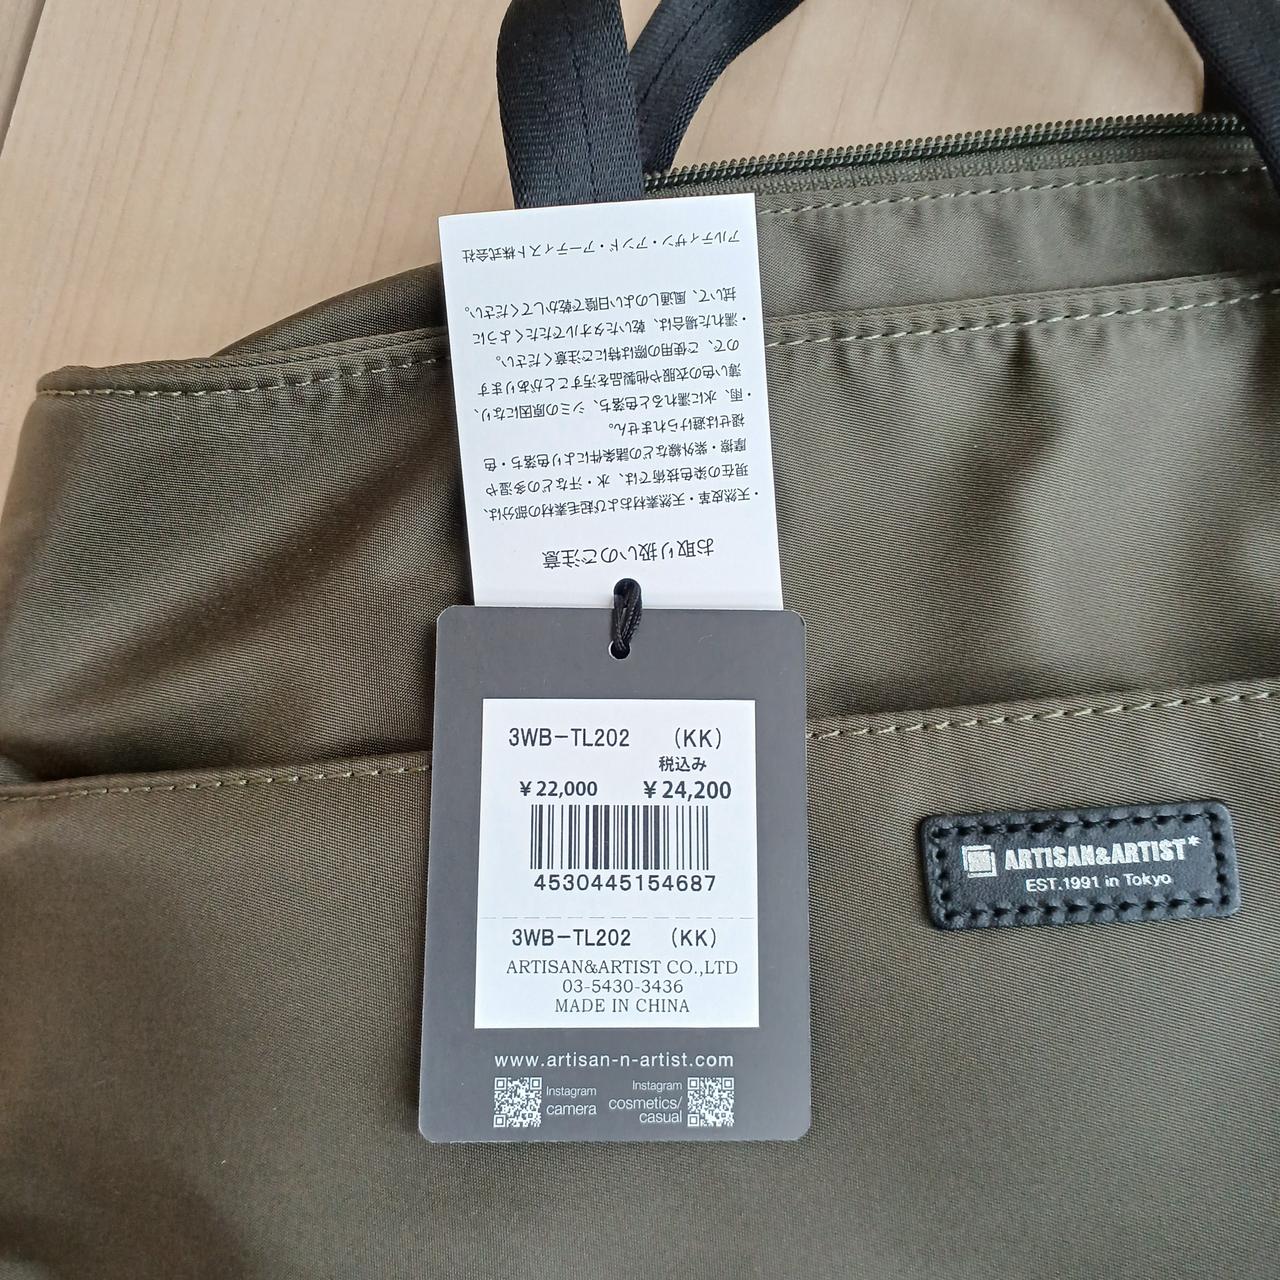 お取り扱いのご注意
・天然皮革・天然素材および起毛素材の部分は、
現在の染色技術では、水・汗などの多湿や
摩擦・紫外線などの諸条件により色落ち・色
褪せは避けられません。
・雨、水に濡れると色落ち、シミの原因になり、
薄い色の衣服や他製品を汚すことがあります
ので、ご使用の際は特にご注意ください。
・濡れた場合は、乾いたタオルでたたくように
拭いて、風通しのよい日陰で乾かしてください。
アルティザン・アンド・アーティスト株式会社
3WB-TL202 (KK)
税込み
¥22,000 ¥24,200
4530445154687
3WB-TL202 (KK)
ARTISAN&ARTIST CO.,LTD
03-5430-3436
MADE IN CHINA
www.artisan-n-artist.com
Instagram
camera
Instagram
cosmetics/
casual
ARTISAN&ARTIST*
EST.1991 in Tokyo